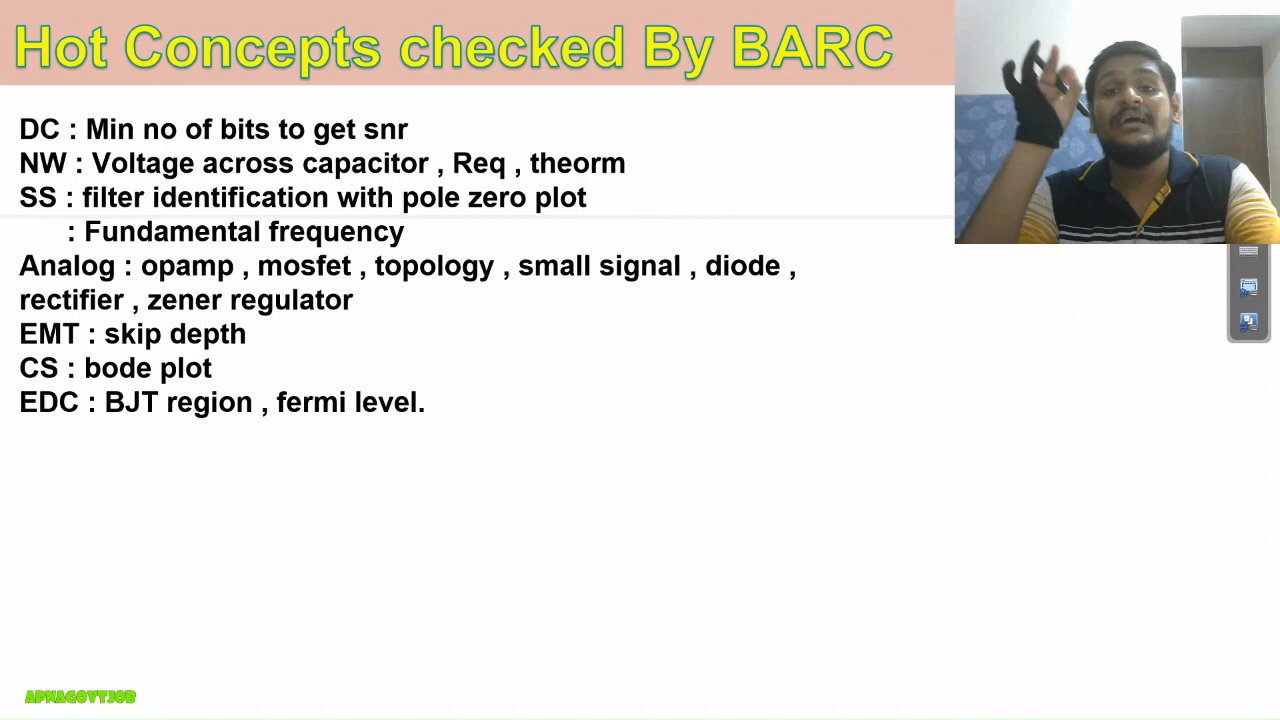 Hot Concepts checked By BARC
DC : Min no of bits to get snr
NW : Voltage across capacitor , Req , theorm
SS : filter identification with pole zero plot
: Fundamental frequency
Analog : opamp , mosfet , topology , small signal , diode ,
rectifier , zener regulator
EMT : skip depth
CS : bode plot
EDC : BJT region , fermi level.
APNAGOVTJOB